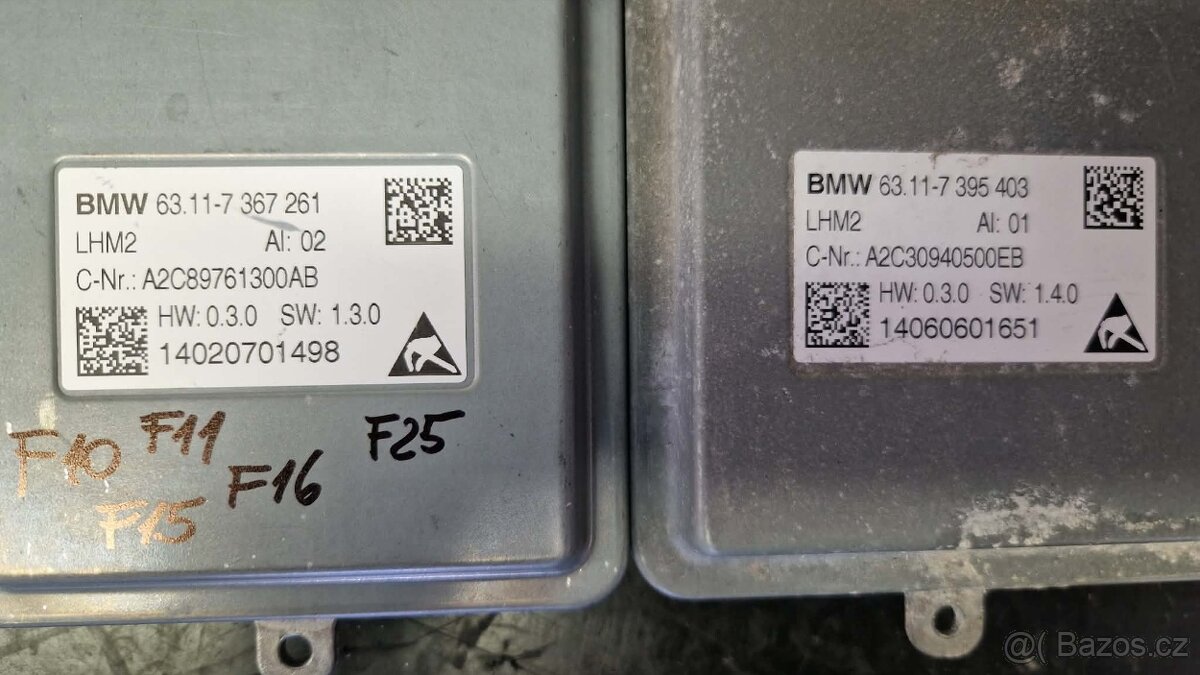 BMW 63.11-7 367 261
LHM2 AI: 02
C-Nr.: A2C89761300AB
HW: 0.3.0 SW: 1.3.0
14020701498
F10 F11 F16 F25
F15
BMW 63.11-7 395 403
LHM2 AI: 01
C-Nr.: A2C30940500EB
HW: 0.3.0 SW: 1.4.0
14060601651
@( Bazos.cz